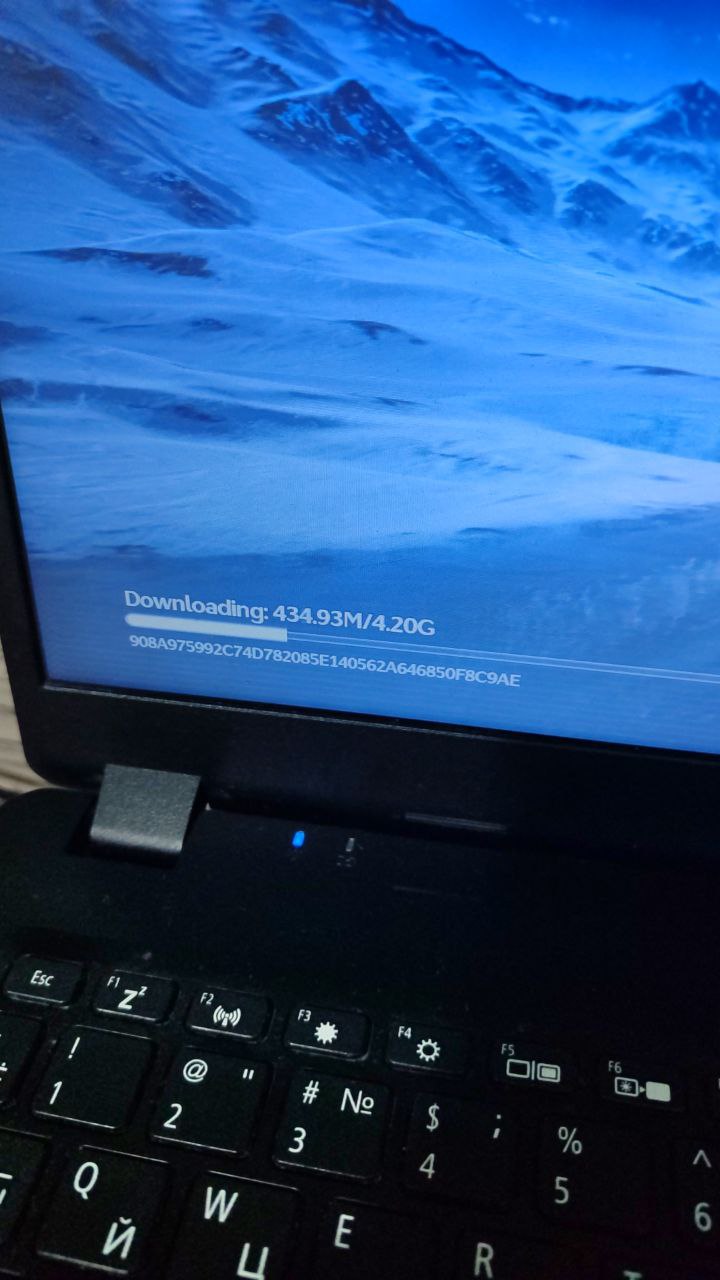 Downloading: 434.93M/4.20G
908A975992C74D782085E140562A646850F8C9AE
Esc
F1 Zz
F2
F3
F4
F5
F6
!
1
@ "
2
# №
3
$ ;
4
%
5
^
6
Q
Й
W
Ц
E
R